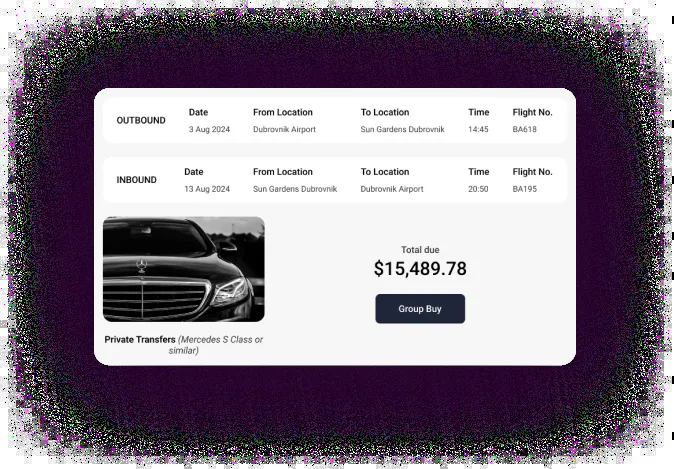 OUTBOUND
Date From Location To Location Time Flight No.
3 Aug 2024 Dubrovnik Airport Sun Gardens Dubrovnik 14:45 BA618
INBOUND
Date From Location To Location Time Flight No.
13 Aug 2024 Sun Gardens Dubrovnik Dubrovnik Airport 20:50 BA195
Total due
$15,489.78
Group Buy
Private Transfers (Mercedes S Class or
similar)